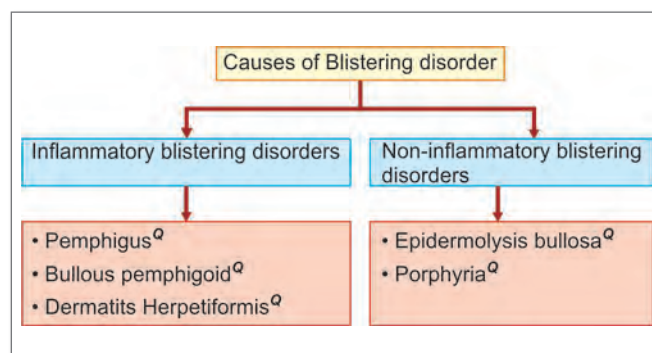 Causes of Blistering disorder
Inflammatory blistering disorders
Non-inflammatory blistering
disorders
• PemphigusQ
• Bullous pemphigoidQ
• Dermatits HerpetiformisQ
• Epidermolysis bullosaQ
• PorphyriaQ